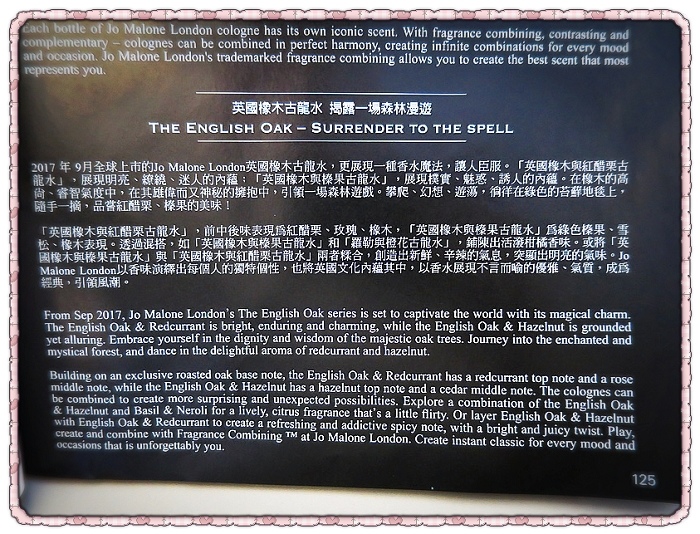 Each bottle of Jo Malone London cologne has its own iconic scent. With fragrance combining, contrasting and
complementary – colognes can be combined in perfect harmony, creating infinite combinations for every mood
and occasion. Jo Malone London's trademarked fragrance combining allows you to create the best scent that most
represents you.
英國橡木古龍水 揭露一場森林漫遊
THE ENGLISH OAK – SURRENDER TO THE SPELL
2017 年 9月全球上市的Jo Malone London英國橡木古龍水，更展現一種香水魔法，讓人臣服。「英國橡木與紅醋栗古
龍水」，展現明亮、繚繞、迷人的內蘊；「英國橡木與榛果古龍水」，展現樸實、魅惑、誘人的內蘊。在橡木的高
尚、睿智氣度中，在其雄偉而又神秘的擁抱中，引領一場森林遊戲。攀爬、幻想、遊蕩，徜徉在綠色的苔蘚地毯上，
隨手一摘，品嘗紅醋栗、榛果的美味！
「英國橡木與紅醋栗古龍水」，前中後味表現為紅醋栗、玫瑰、橡木，「英國橡木與榛果古龍水」為綠色榛果、雪
松、橡木表現。透過混搭，如「英國橡木與榛果古龍水」和「羅勒與橙花古龍水」，鋪陳出活潑柑橘香味。或將「英
國橡木與榛果古龍水」與「英國橡木與紅醋栗古龍水」兩者糅合，創造出新鮮、辛辣的氣息，突顯出明亮的氣味。Jo
Malone London以香味演繹出每個人的獨特個性，也將英國文化內蘊其中，以香水展現不言而喻的優雅、氣質，成為
經典，引領風潮。
From Sep 2017, Jo Malone London's The English Oak series is set to captivate the world with its magical charm.
The English Oak & Redcurrant is bright, enduring and charming, while the English Oak & Hazelnut is grounded
yet alluring. Embrace yourself in the dignity and wisdom of the majestic oak trees. Journey into the enchanted and
mystical forest, and dance in the delightful aroma of redcurrant and hazelnut.
Building on an exclusive roasted oak base note, the English Oak & Redcurrant has a redcurrant top note and a rose
middle note, while the English Oak & Hazelnut has a hazelnut top note and a cedar middle note. The colognes can
be combined to create more surprising and unexpected possibilities. Explore a combination of the English Oak
& Hazelnut and Basil & Neroli for a lively, citrus fragrance that's a little flirty. Or layer English Oak & Hazelnut
with English Oak & Redcurrant to create a refreshing and addictive spicy note, with a bright and juicy twist. Play,
create and combine with Fragrance Combining ™ at Jo Malone London. Create instant classic for every mood and
occasions that is unforgettably you.
125